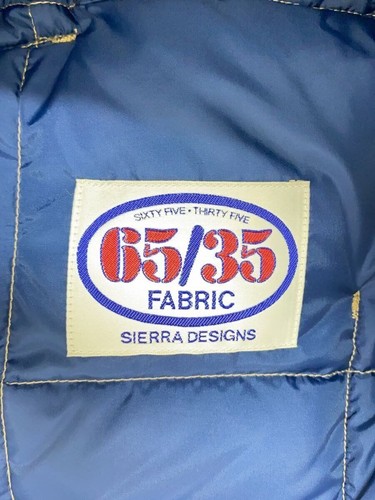 SIXTY FIVE • THIRTY FIVE
65/35
FABRIC
SIERRA DESIGNS